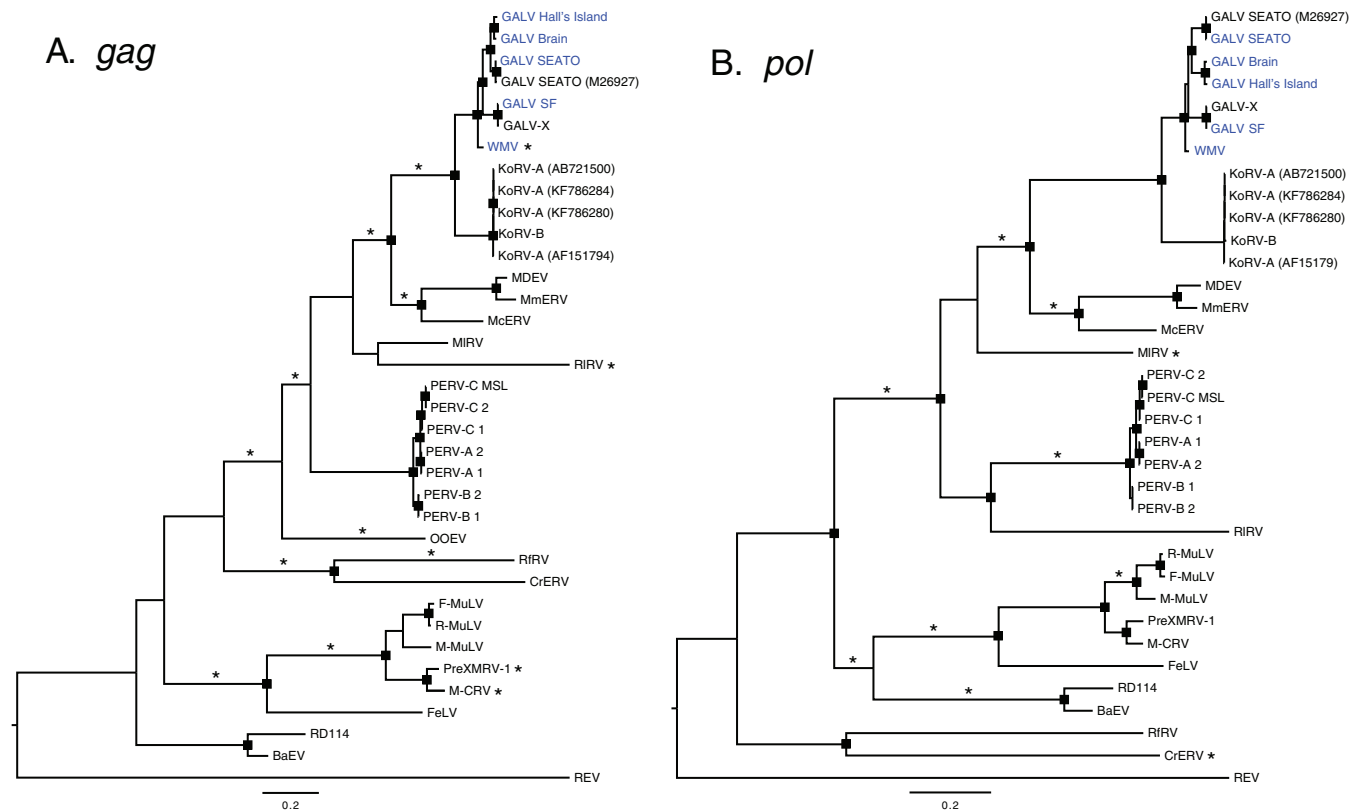 A. gag
GALV Hall's Island
GALV Brain
GALV SEATO
GALV SEATO (M26927)
GALV SF
GALV-X
WMV *
*
KoRV-A (AB721500)
KoRV-A (KF786284)
KoRV-A (KF786280)
*
KoRV-B
KoRV-A (AF151794)
MDEV
*
MmERV
McERV
MlRV
RlRV *
*
PERV-C MSL
PERV-C 2
PERV-C 1
PERV-A 2
*
PERV-A 1
PERV-B 2
PERV-B 1
*
OOEV
*
RfRV
*
CrERV
F-MuLV
R-MuLV
M-MuLV
*
PreXMRV-1 *
*
M-CRV *
FeLV
RD114
BaEV
REV
0.2
B. pol
GALV SEATO (M26927)
GALV SEATO
GALV Brain
GALV Hall's Island
GALV-X
GALV SF
WMV
KoRV-A (AB721500)
KoRV-A (KF786284)
KoRV-A (KF786280)
*
KoRV-B
KoRV-A (AF15179)
MDEV
*
MmERV
McERV
MlRV *
PERV-C 2
*
PERV-C MSL
PERV-C 1
PERV-A 1
*
PERV-A 2
PERV-B 1
PERV-B 2
RlRV
R-MuLV
*
F-MuLV
M-MuLV
PreXMRV-1
*
M-CRV
*
FeLV
RD114
*
BaEV
RfRV
CrERV *
REV
0.2